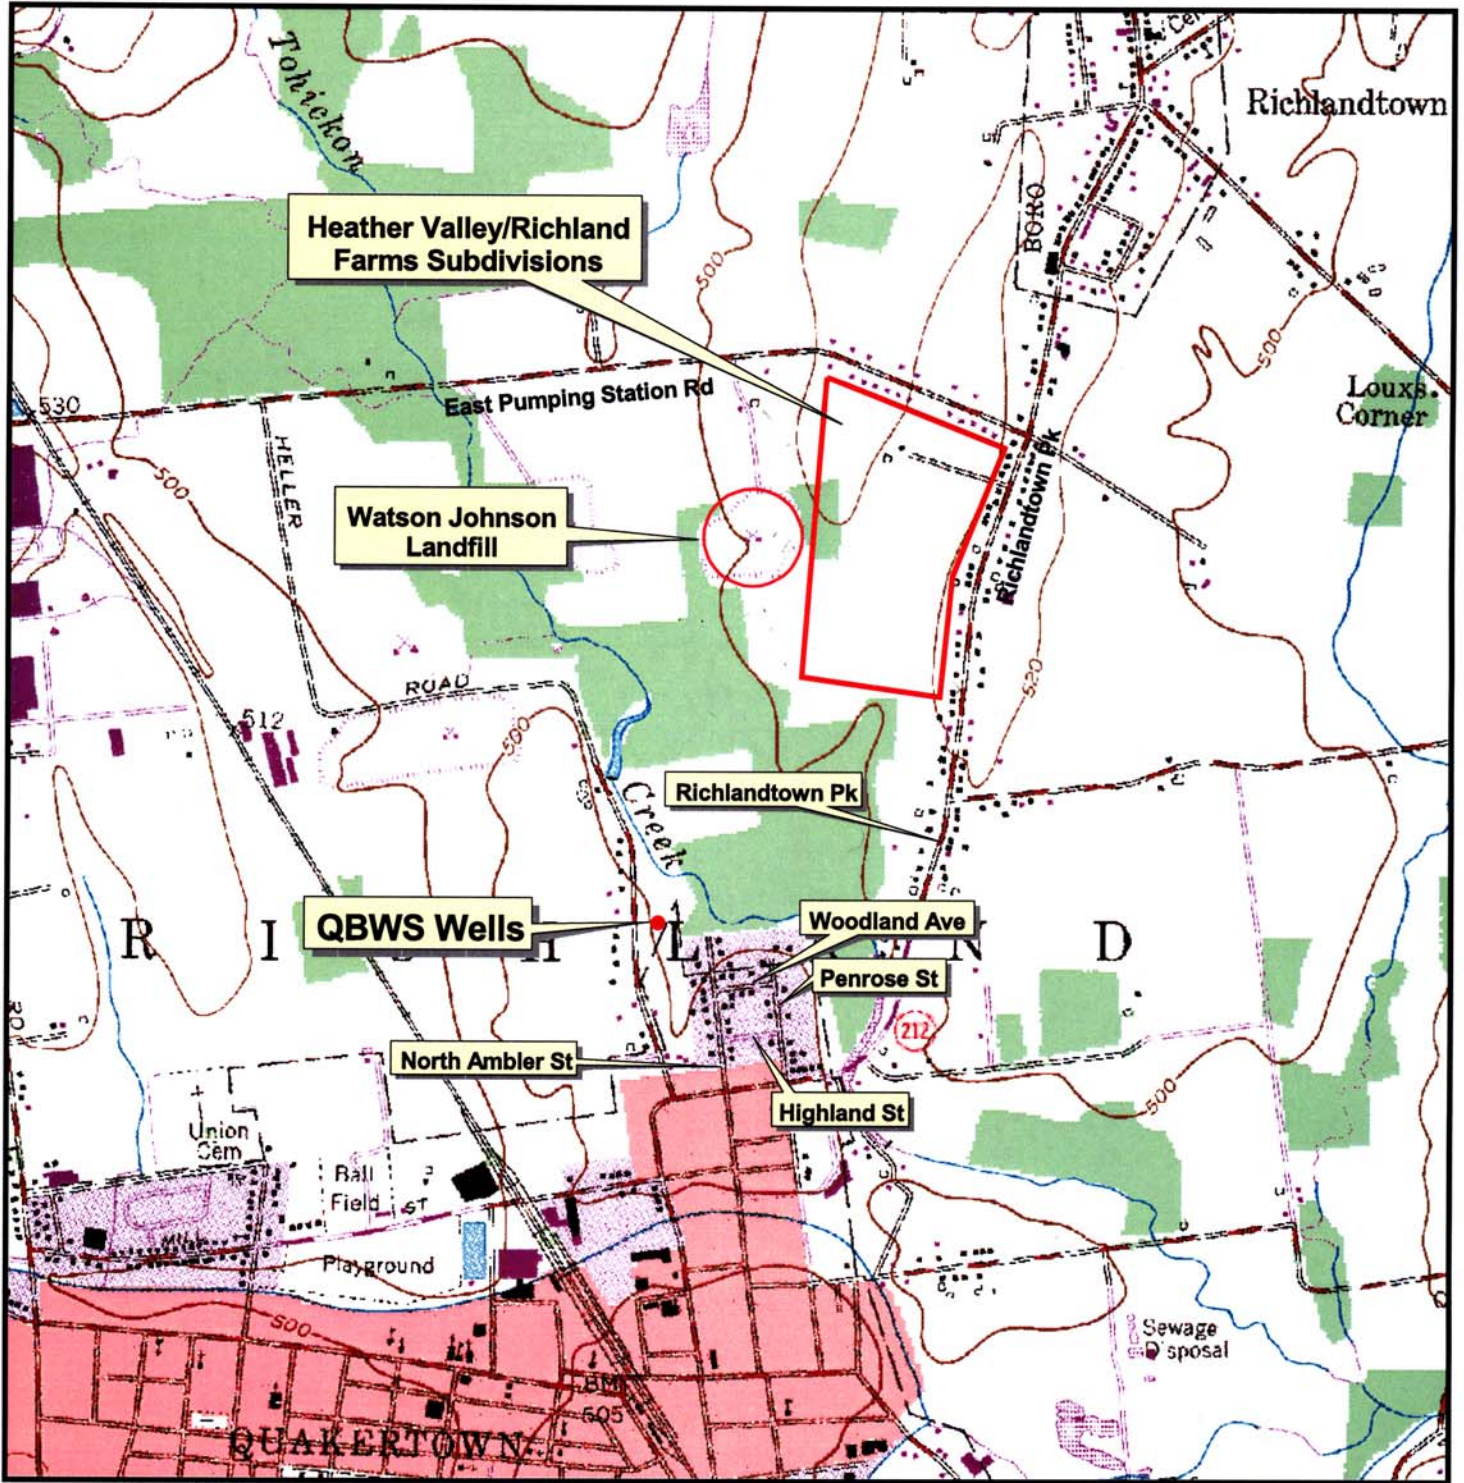 Tohickon
Cen
Richlandtown
BORO
Heather Valley/Richland
Farms Subdivisions
500
500
East Pumping Station Rd
Louxs
Corner
530
HELLER
500
Richlandtown Pk
Watson Johnson
Landfill
520
ROAD
512
500
Richlandtown Pk
Creek
QBWS Wells
Woodland Ave
R I C H L A N D
Penrose St
RD
212
North Ambler St
500
Highland St
Union
Cem
Ball
Field
ST
Playground
500
Sewage
Disposal
BM
505
QUAKERTOWN